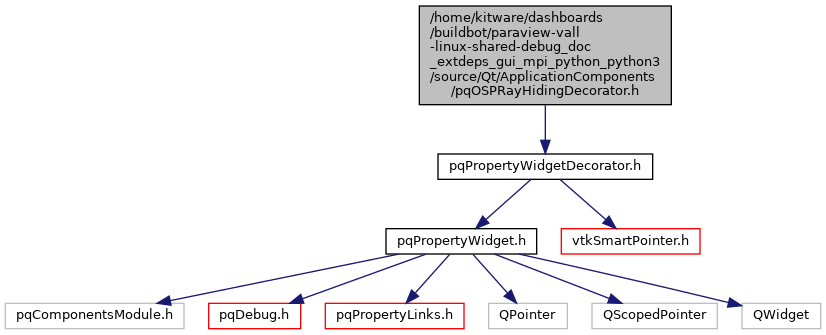 /home/kitware/dashboards
/buildbot/paraview-vall
-linux-shared-debug_doc
_extdeps_gui_mpi_python_python3
/source/Qt/ApplicationComponents
/pqOSPRayHidingDecorator.h
pqPropertyWidgetDecorator.h
pqPropertyWidget.h
vtkSmartPointer.h
pqComponentsModule.h
pqDebug.h
pqPropertyLinks.h
QPointer
QScopedPointer
QWidget